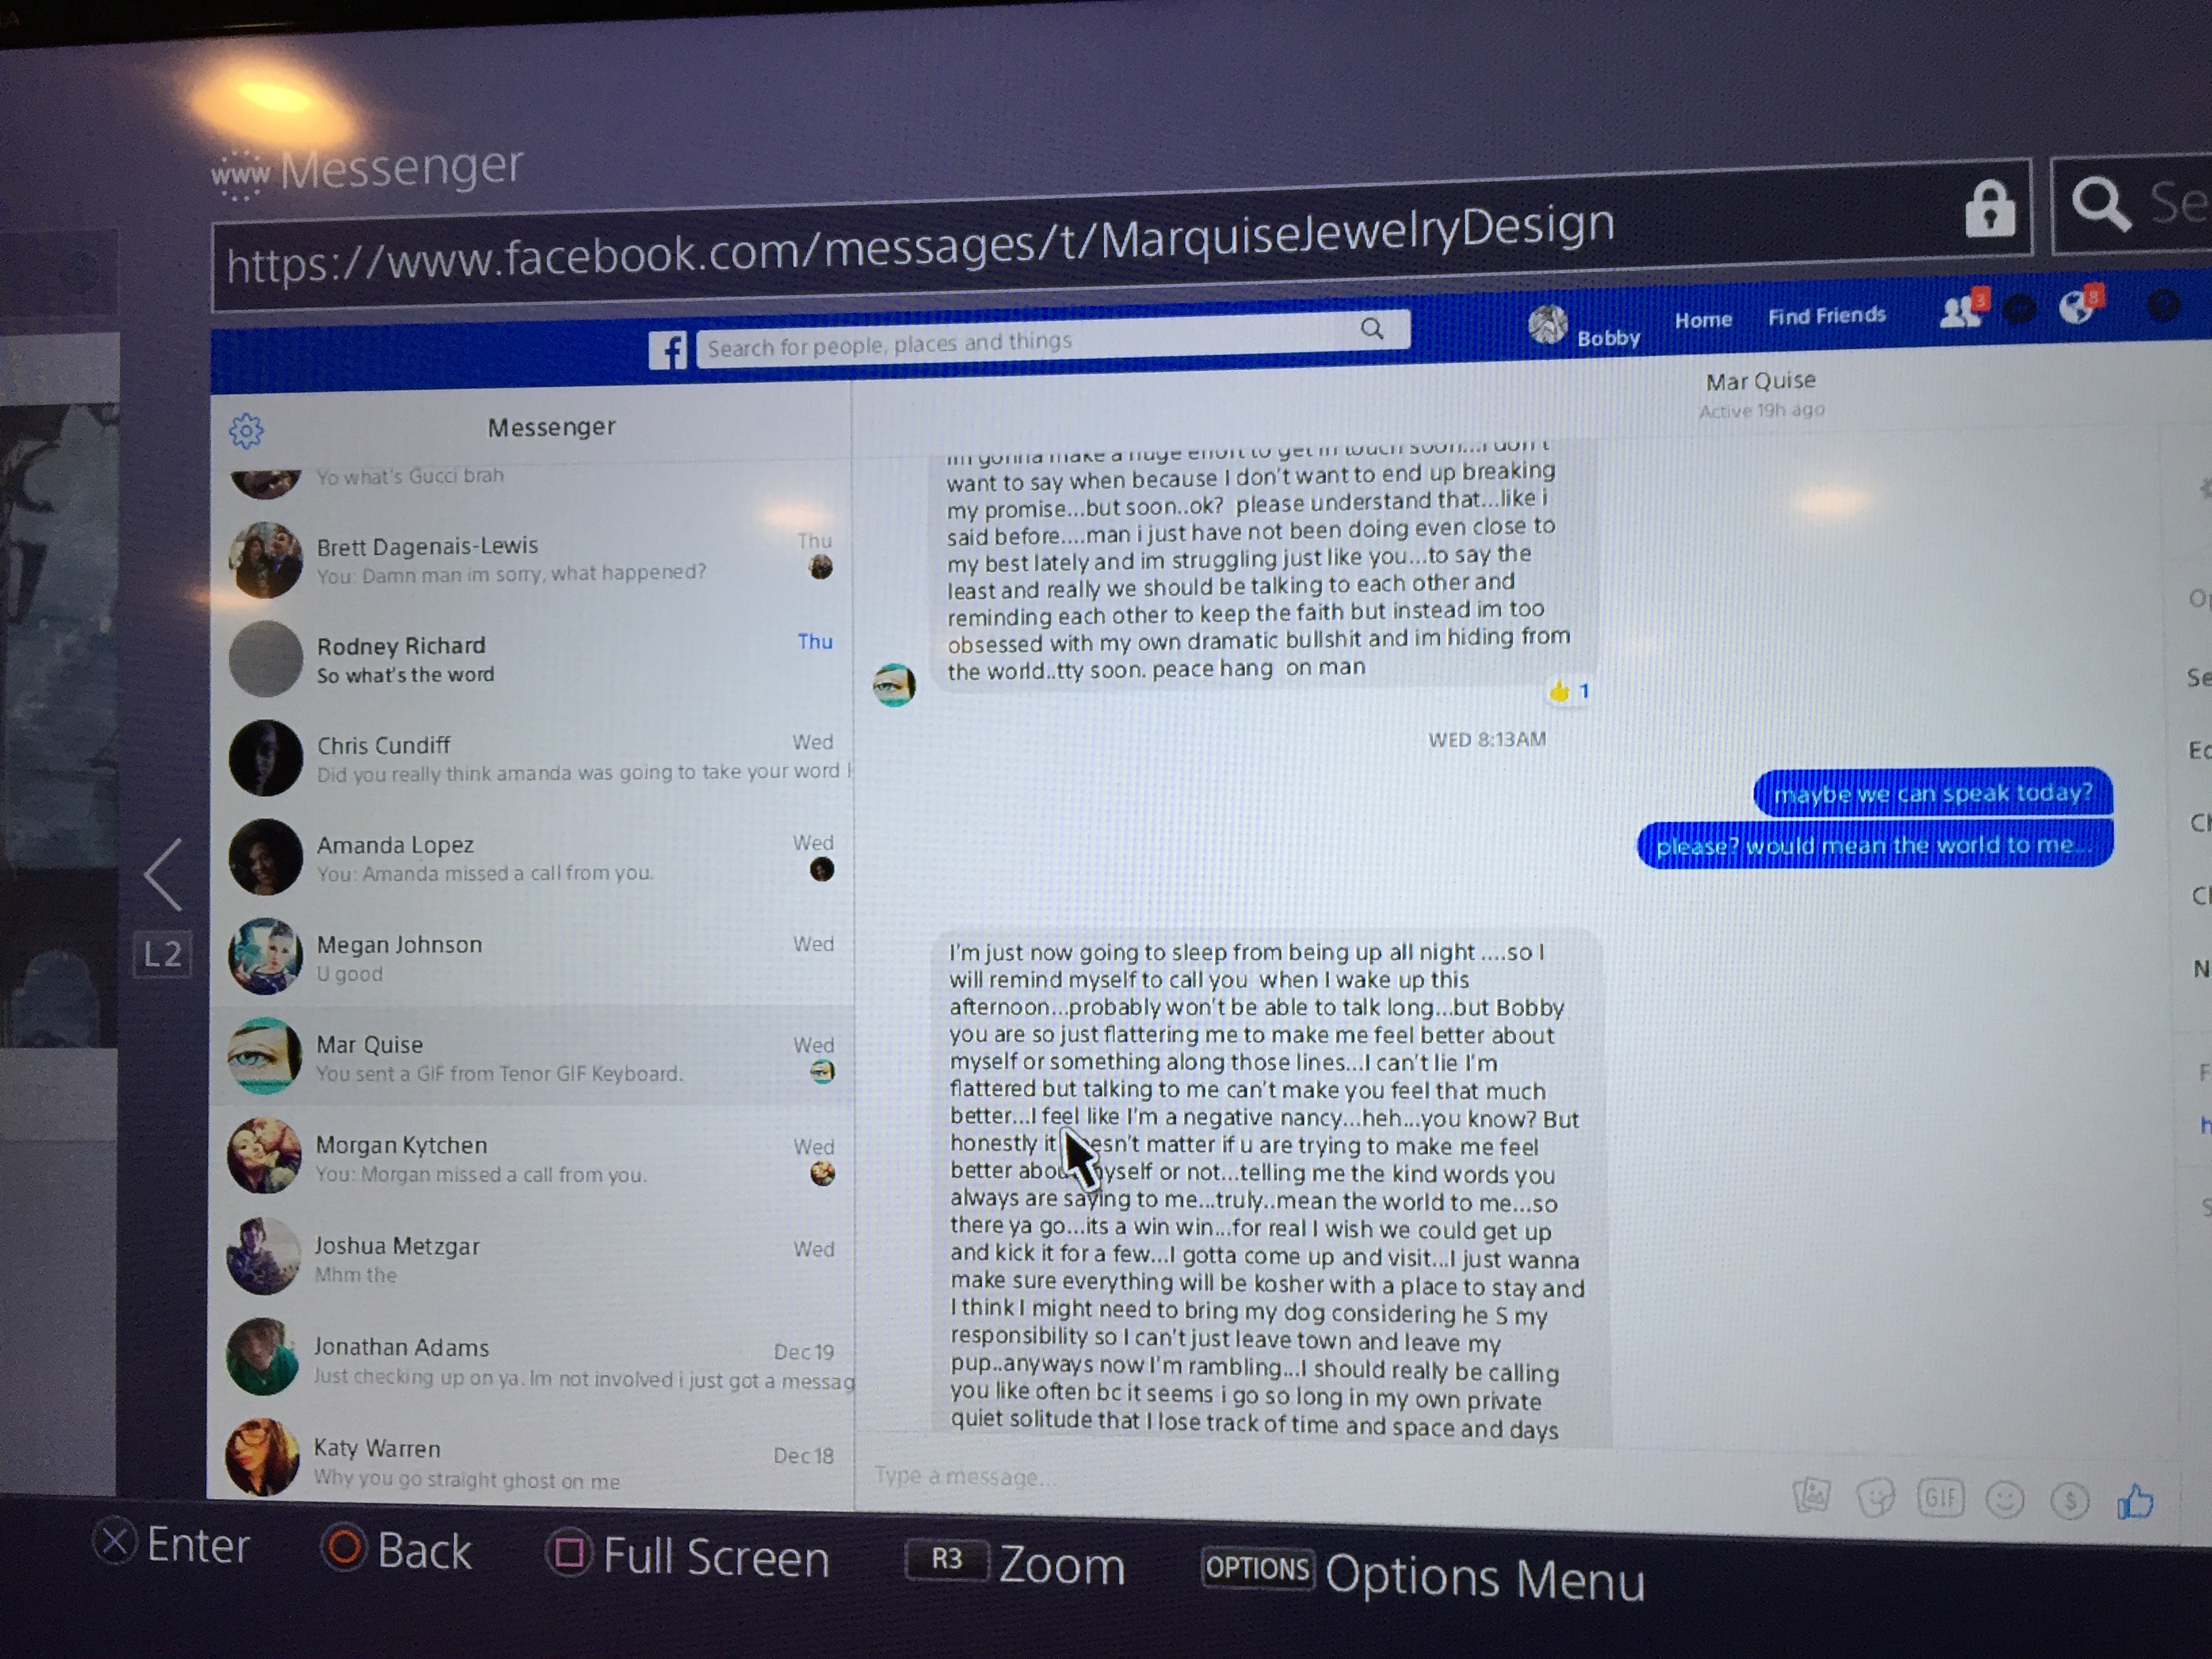 www Messenger
https://www.facebook.com/messages/t/MarquiseJewelryDesign
Se
f
Search for people, places and things
Bobby
Home
Find Friends
3
8
Messenger
Yo what's Gucci brah
Brett Dagenais-Lewis
Thu
You: Damn man im sorry, what happened?
Rodney Richard
Thu
So what's the word
Chris Cundiff
Wed
Did you really think amanda was going to take your word
Amanda Lopez
Wed
You: Amanda missed a call from you.
Megan Johnson
Wed
U good
Mar Quise
Wed
You sent a GIF from Tenor GIF Keyboard.
Morgan Kytchen
Wed
You: Morgan missed a call from you.
Joshua Metzgar
Wed
Mhm the
Jonathan Adams
Dec 19
Just checking up on ya. Im not involved i just got a messag
Katy Warren
Dec 18
Why you go straight ghost on me
L2
Mar Quise
Active 19h ago
im gonna make a huge effort to get in touch soon...I don't
want to say when because I don't want to end up breaking
my promise...but soon..ok? please understand that...like i
said before....man i just have not been doing even close to
my best lately and im struggling just like you...to say the
least and really we should be talking to each other and
reminding each other to keep the faith but instead im too
obsessed with my own dramatic bullshit and im hiding from
the world..tty soon. peace hang on man
1
WED 8:13AM
maybe we can speak today?
please? would mean the world to me...
I'm just now going to sleep from being up all night ....so I
will remind myself to call you when I wake up this
afternoon...probably won't be able to talk long...but Bobby
you are so just flattering me to make me feel better about
myself or something along those lines...I can't lie I'm
flattered but talking to me can't make you feel that much
better...I feel like I'm a negative nancy...heh...you know? But
honestly it esn't matter if u are trying to make me feel
better abou yself or not...telling me the kind words you
always are saying to me...truly..mean the world to me...so
there ya go...its a win win...for real I wish we could get up
and kick it for a few...I gotta come up and visit...I just wanna
make sure everything will be kosher with a place to stay and
I think I might need to bring my dog considering he S my
responsibility so I can't just leave town and leave my
pup..anyways now I'm rambling...I should really be calling
you like often bc it seems i go so long in my own private
quiet solitude that I lose track of time and space and days
Type a message...
GIF
$
Op
Se
Ec
Cl
Cl
N
F
h
S
Enter
Back
Full Screen
R3 Zoom
OPTIONS Options Menu